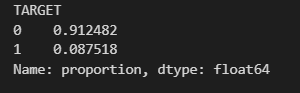 TARGET
0    0.912482
1    0.087518
Name: proportion, dtype: float64